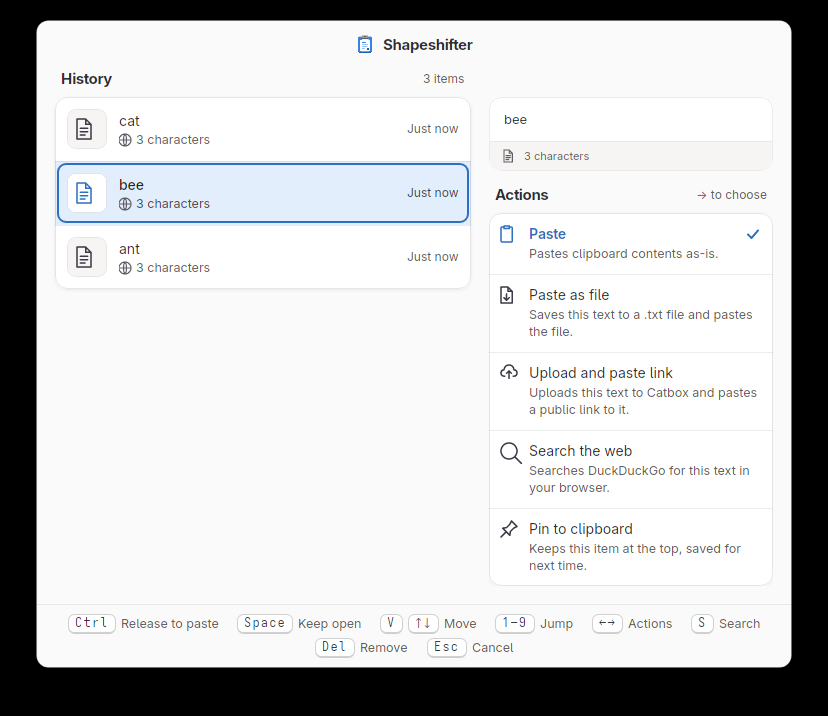 Shapeshifter
History
3 items
cat
3 characters
Just now
bee
3 characters
Just now
ant
3 characters
Just now
bee
3 characters
Actions
→ to choose
Paste
Pastes clipboard contents as-is.
Paste as file
Saves this text to a .txt file and pastes
the file.
Upload and paste link
Uploads this text to Catbox and pastes
a public link to it.
Search the web
Searches DuckDuckGo for this text in
your browser.
Pin to clipboard
Keeps this item at the top, saved for
next time.
Ctrl Release to paste Space Keep open V ↑↓ Move 1–9 Jump ↔ Actions S Search
Del Remove Esc Cancel